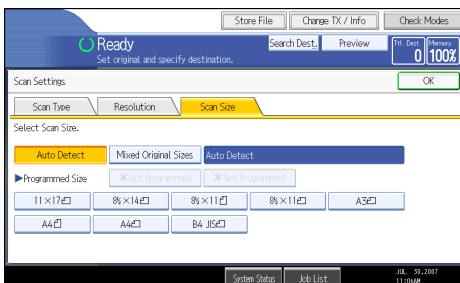 Store File Change TX / Info Check Modes
Ready Search Dest. Preview Ttl. Dest. Memory
Set original and specify destination. 0 100%
Scan Settings OK
Scan Type Resolution Scan Size
Select Scan Size.
Auto Detect Mixed Original Sizes Auto Detect
▶Programmed Size ✕Not Programmed ✕Not Programmed
11×17 8½×14 8½×11 8½×11 A3
A4 A4 B4 JIS
System Status Job List JUL 30,2007
11:06AM